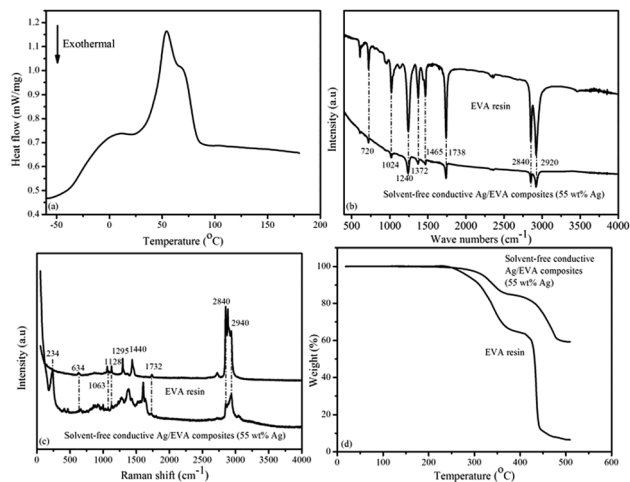 1.2
1.1
1.0
0.9
0.8
0.7
0.6
0.5
0.4
Heat flow (mW/mg)
Exothermal
(a)
-50 0 50 100 150 200
Temperature (°C)
Intensity (a.u)
EVA resin
720
1024
1240
1372
1465
1738
2840
2920
(b)
Solvent-free conductive Ag/EVA composites (55 wt% Ag)
500 1000 1500 2000 2500 3000 3500 4000
Wave numbers (cm-1)
Intensity (a.u)
234
634
1063
1128
1295
1440
1732
2840
2940
EVA resin
(c)
Solvent-free conductive Ag/EVA composites (55 wt% Ag)
0 500 1000 1500 2000 2500 3000 3500 4000
Raman shift (cm-1)
100
80
60
40
20
0
Weight(%)
Solvent-free conductive
Ag/EVA composites
(55 wt% Ag)
EVA resin
(d)
0 100 200 300 400 500 600
Temperature (°C)